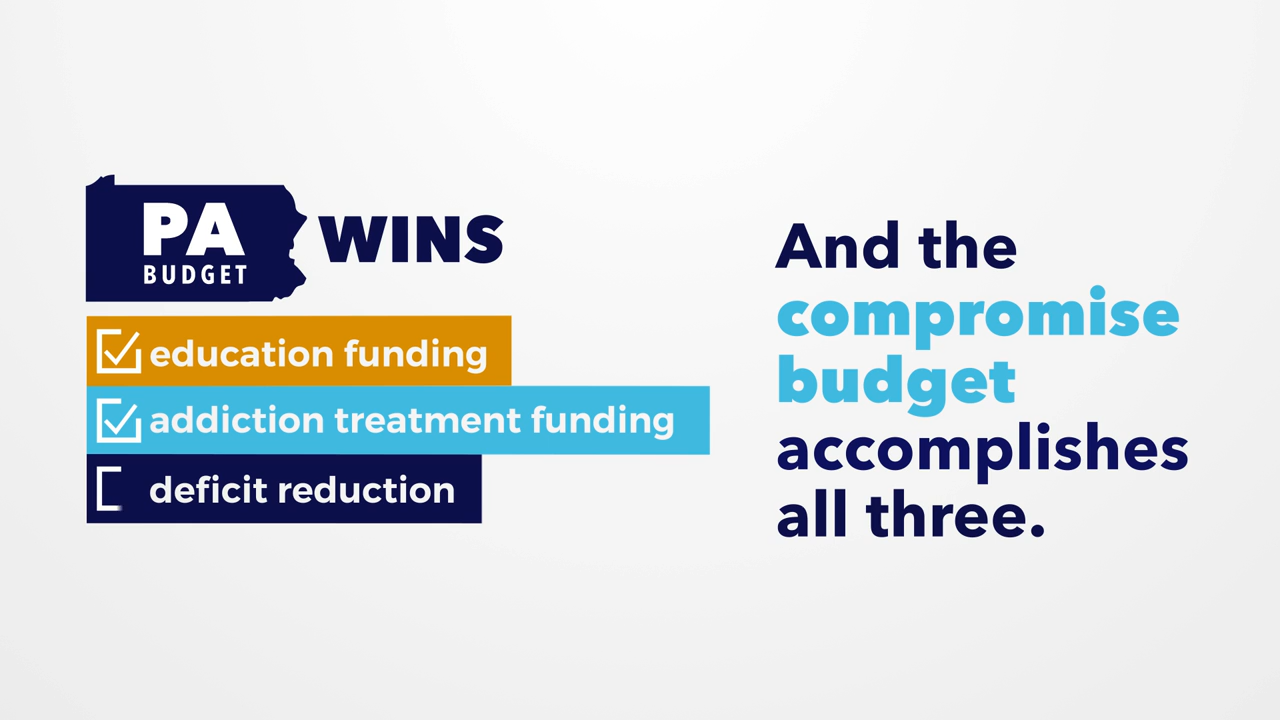 PA
BUDGET
WINS
education funding
addiction treatment funding
deficit reduction
And the
compromise
budget
accomplishes
all three.